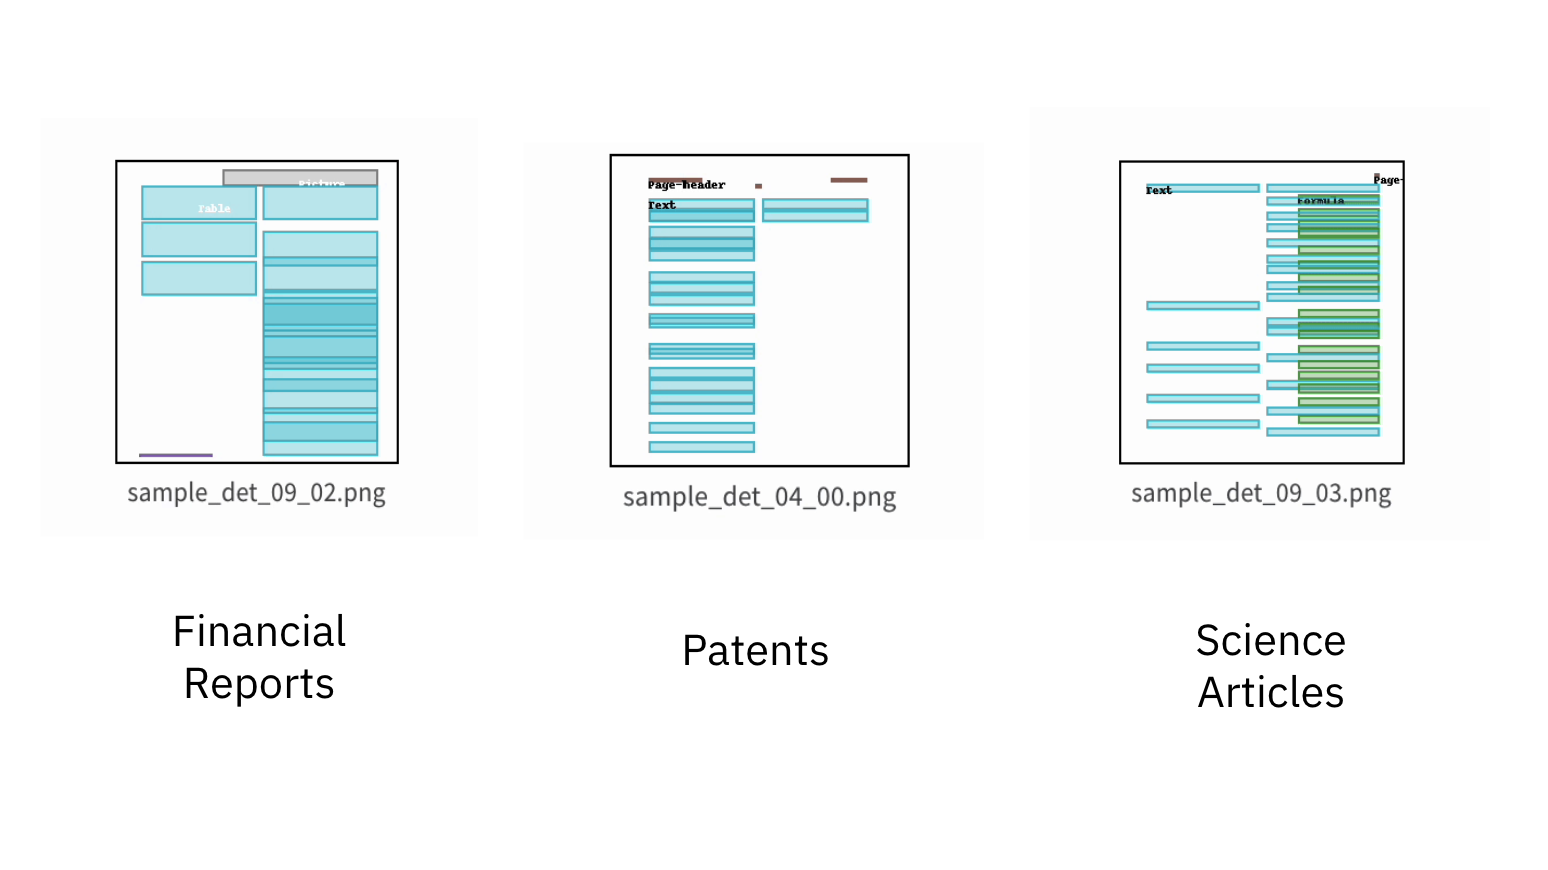 Picture
Table
sample_det_09_02.png
Financial
Reports
Page-header
Text
sample_det_04_00.png
Patents
Page-
Text
Formula
sample_det_09_03.png
Science
Articles